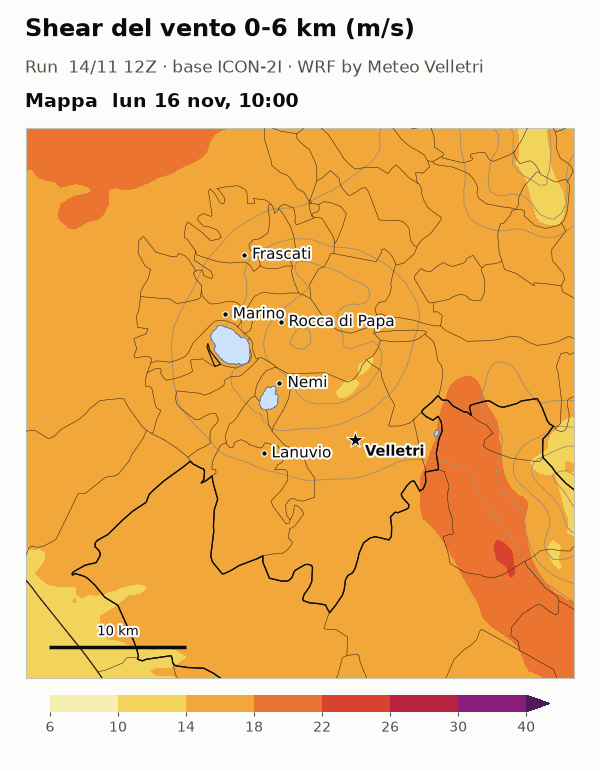 Shear del vento 0-6 km (m/s)
Run  14/11 12Z · base ICON-2I · WRF by Meteo Velletri
Mappa  lun 16 nov, 10:00
Frascati
Marino
Rocca di Papa
Nemi
Velletri
Lanuvio
10 km
6 10 14 18 22 26 30 40